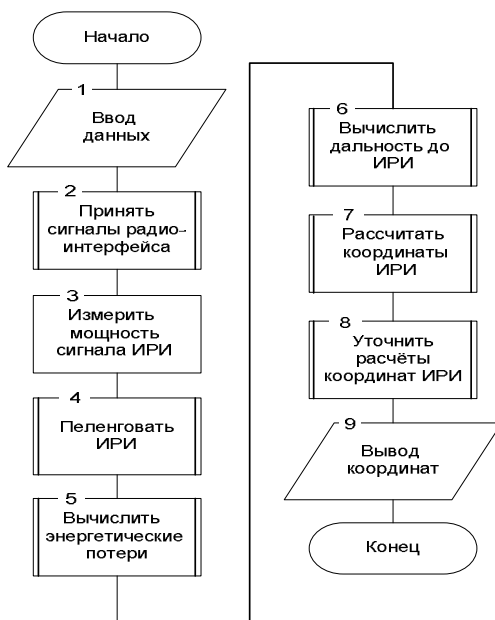 Начало
1
Ввод
данных
2
Принять
сигналы радио-
интерфейса
3
Измерить
мощность
сигнала ИРИ
4
Пеленговать
ИРИ
5
Вычислить
энергетические
потери
6
Вычислить
дальность до
ИРИ
7
Рассчитать
координаты
ИРИ
8
Уточнить
расчёты
координат ИРИ
9
Вывод
координат
Конец